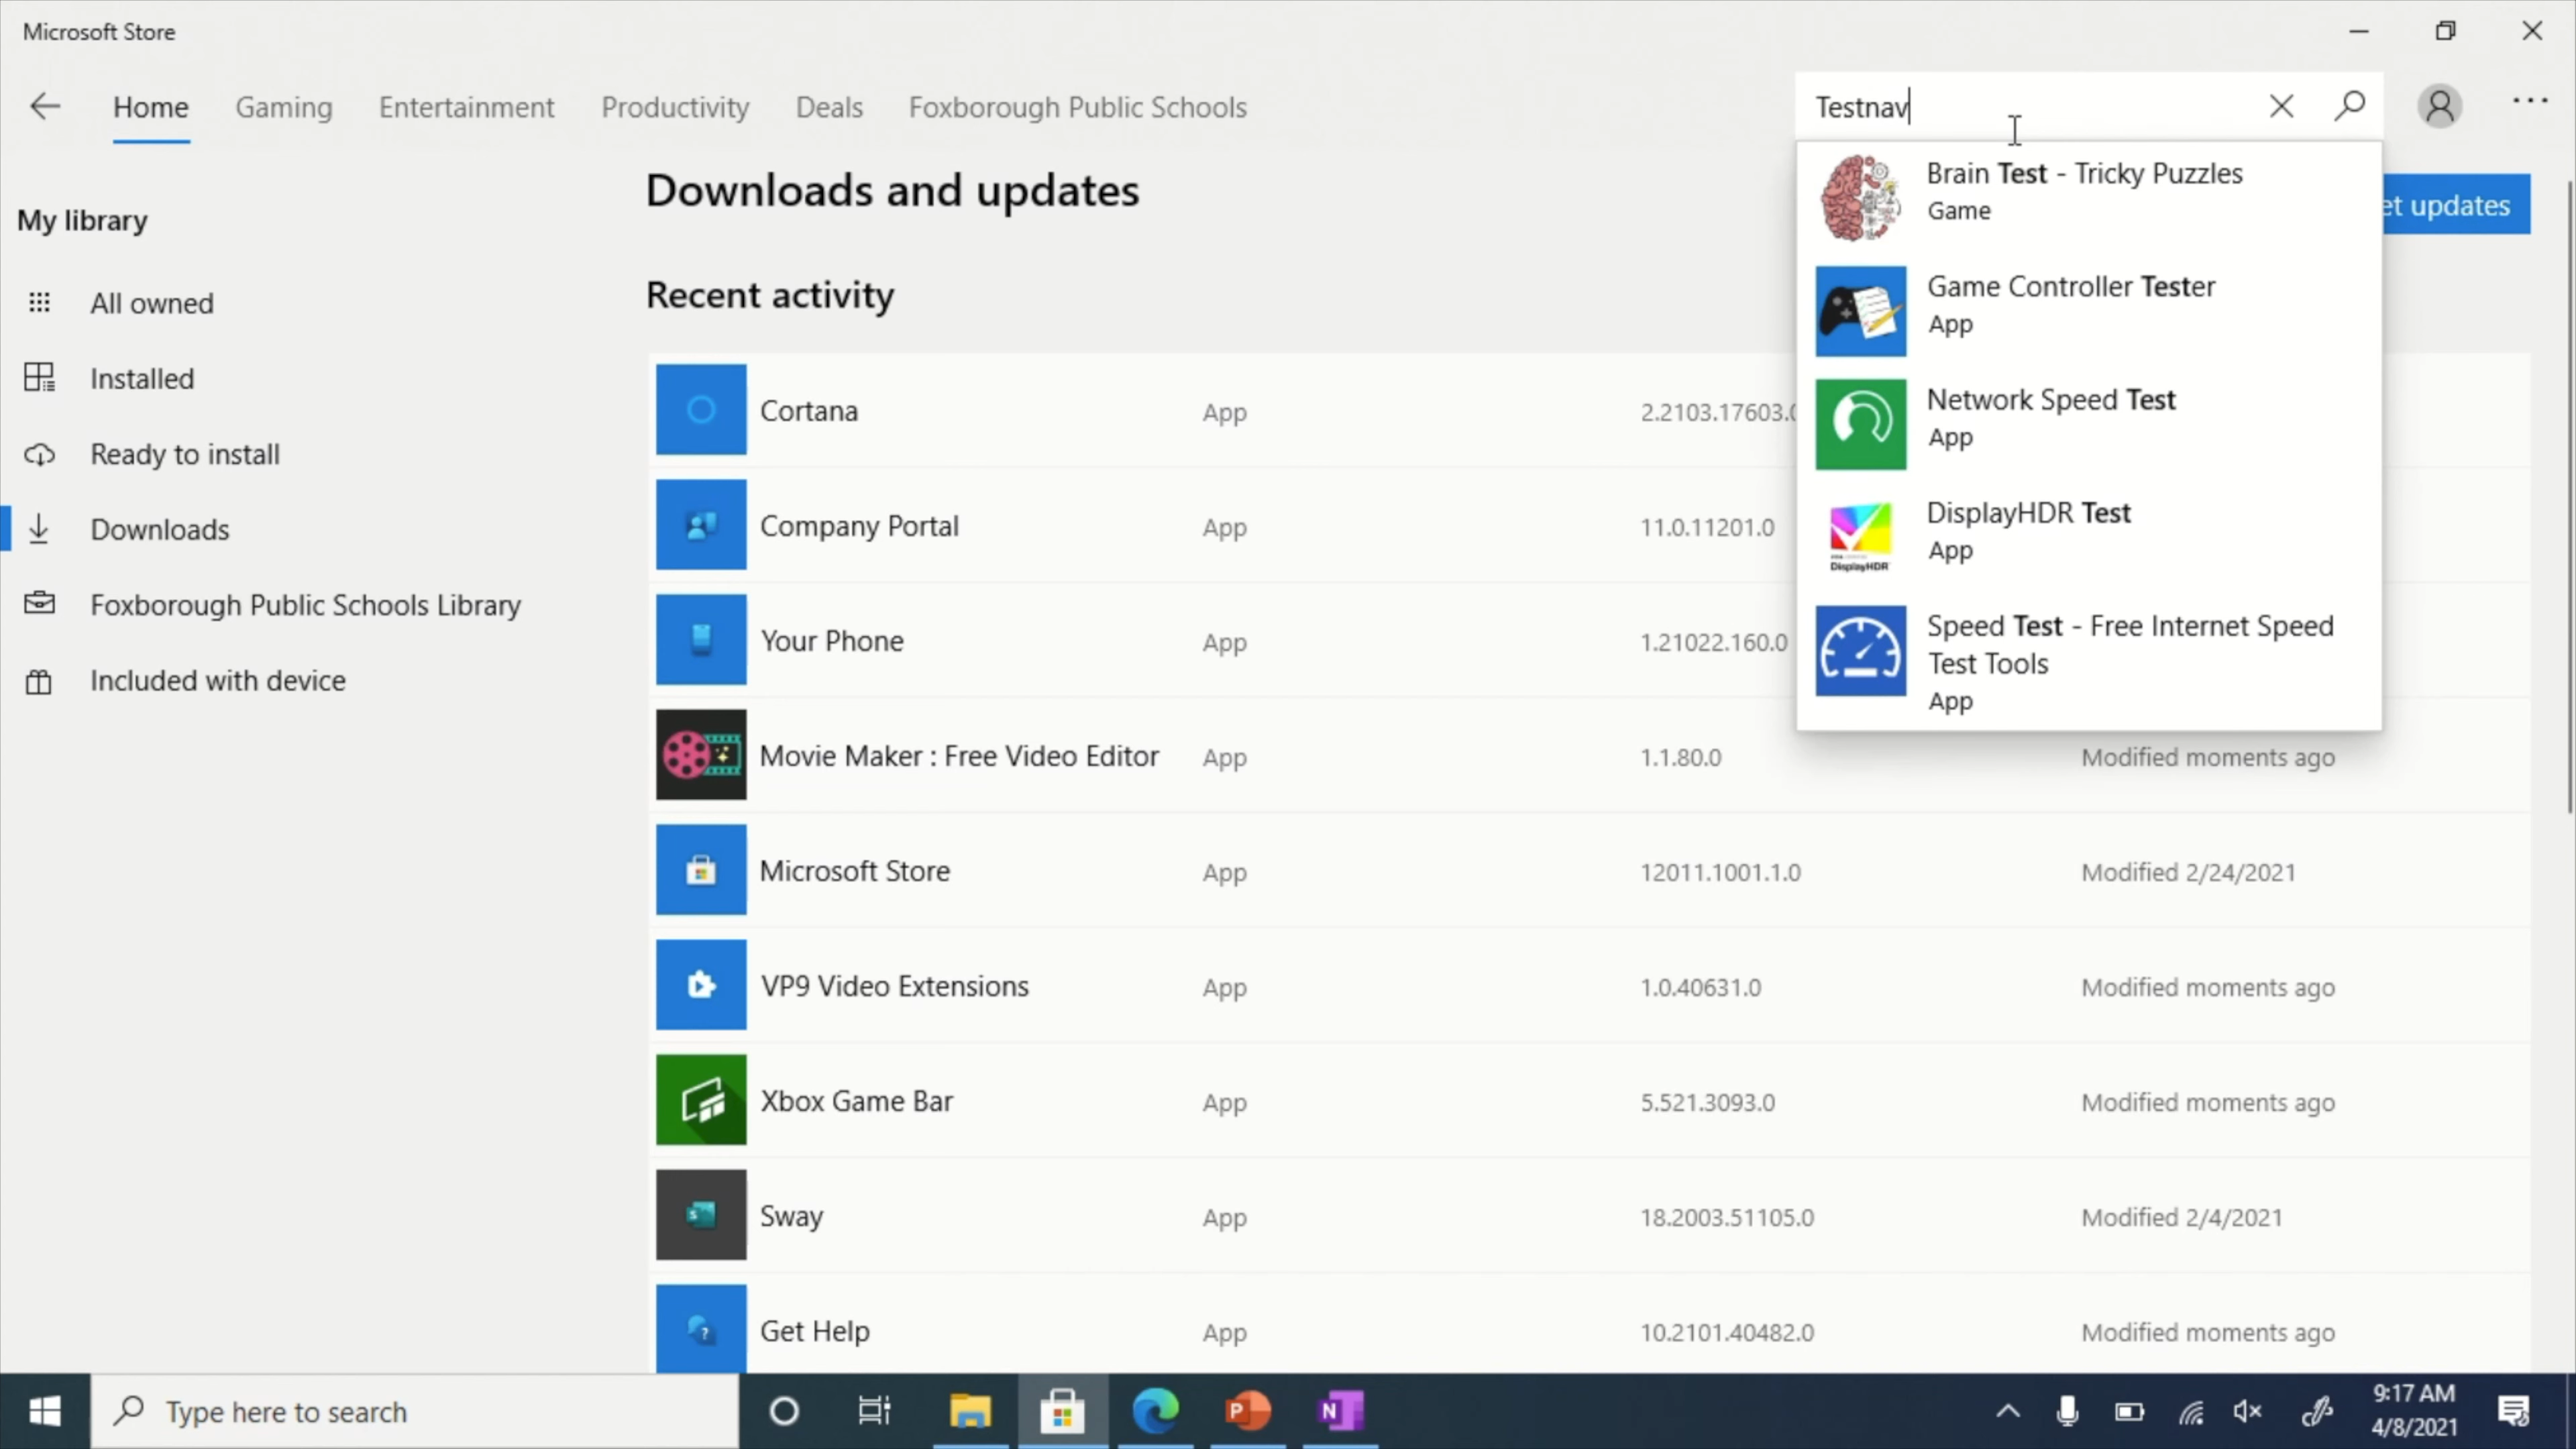 Microsoft Store
Home Gaming Entertainment Productivity Deals Foxborough Public Schools
Testnav
Brain Test - Tricky Puzzles
Game
Game Controller Tester
App
Network Speed Test
App
DisplayHDR Test
App
DisplayHDR
Speed Test - Free Internet Speed
Test Tools
App
et updates
My library
All owned
Installed
Ready to install
Downloads
Foxborough Public Schools Library
Included with device
Downloads and updates
Recent activity
Cortana App 2.2103.17603.0
Company Portal App 11.0.11201.0
Your Phone App 1.21022.160.0
Movie Maker : Free Video Editor App 1.1.80.0 Modified moments ago
Microsoft Store App 12011.1001.1.0 Modified 2/24/2021
VP9 Video Extensions App 1.0.40631.0 Modified moments ago
Xbox Game Bar App 5.521.3093.0 Modified moments ago
Sway App 18.2003.51105.0 Modified 2/4/2021
Get Help App 10.2101.40482.0 Modified moments ago
Type here to search
9:17 AM
4/8/2021